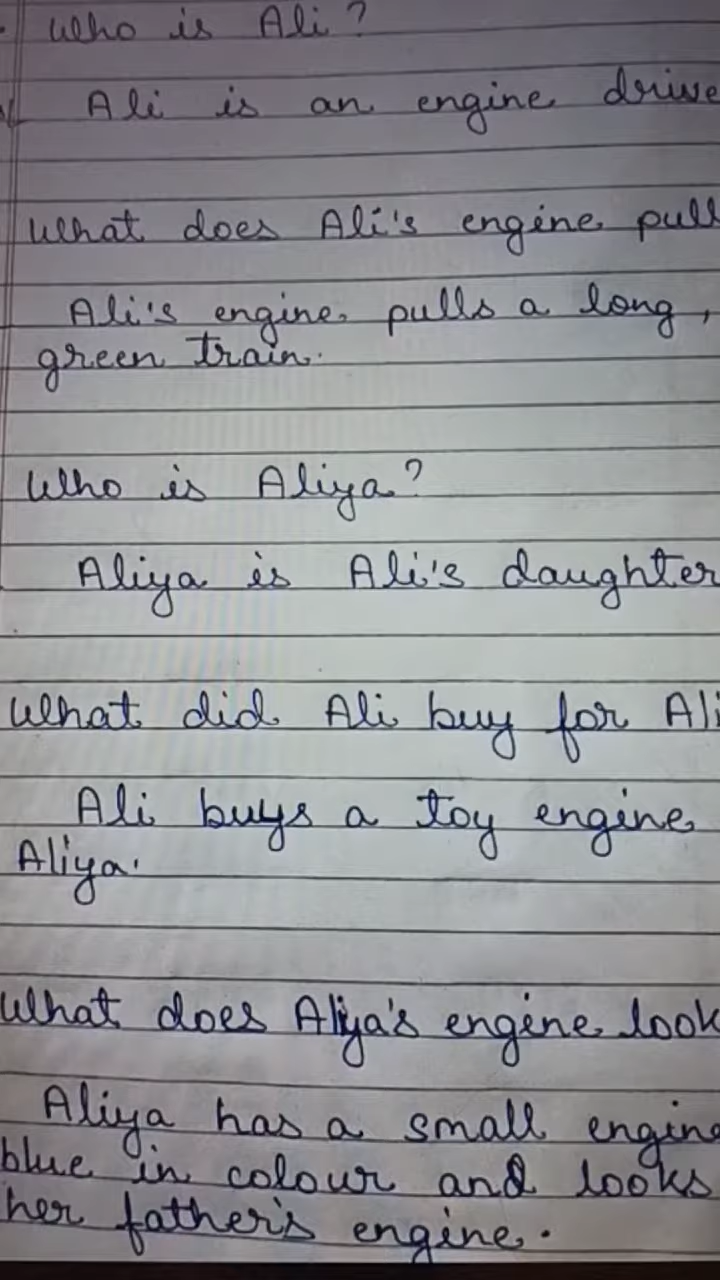 Who is Ali?
Ali is an engine drive
What does Ali's engine pull
Ali's engine pulls a long,
green train.
Who is Aliya?
Aliya is Ali's daughter
What did Ali buy for Ali
Ali buys a toy engine
Aliya.
What does Aliya's engine look
Aliya has a small engine
blue in colour and looks
her father's engine.